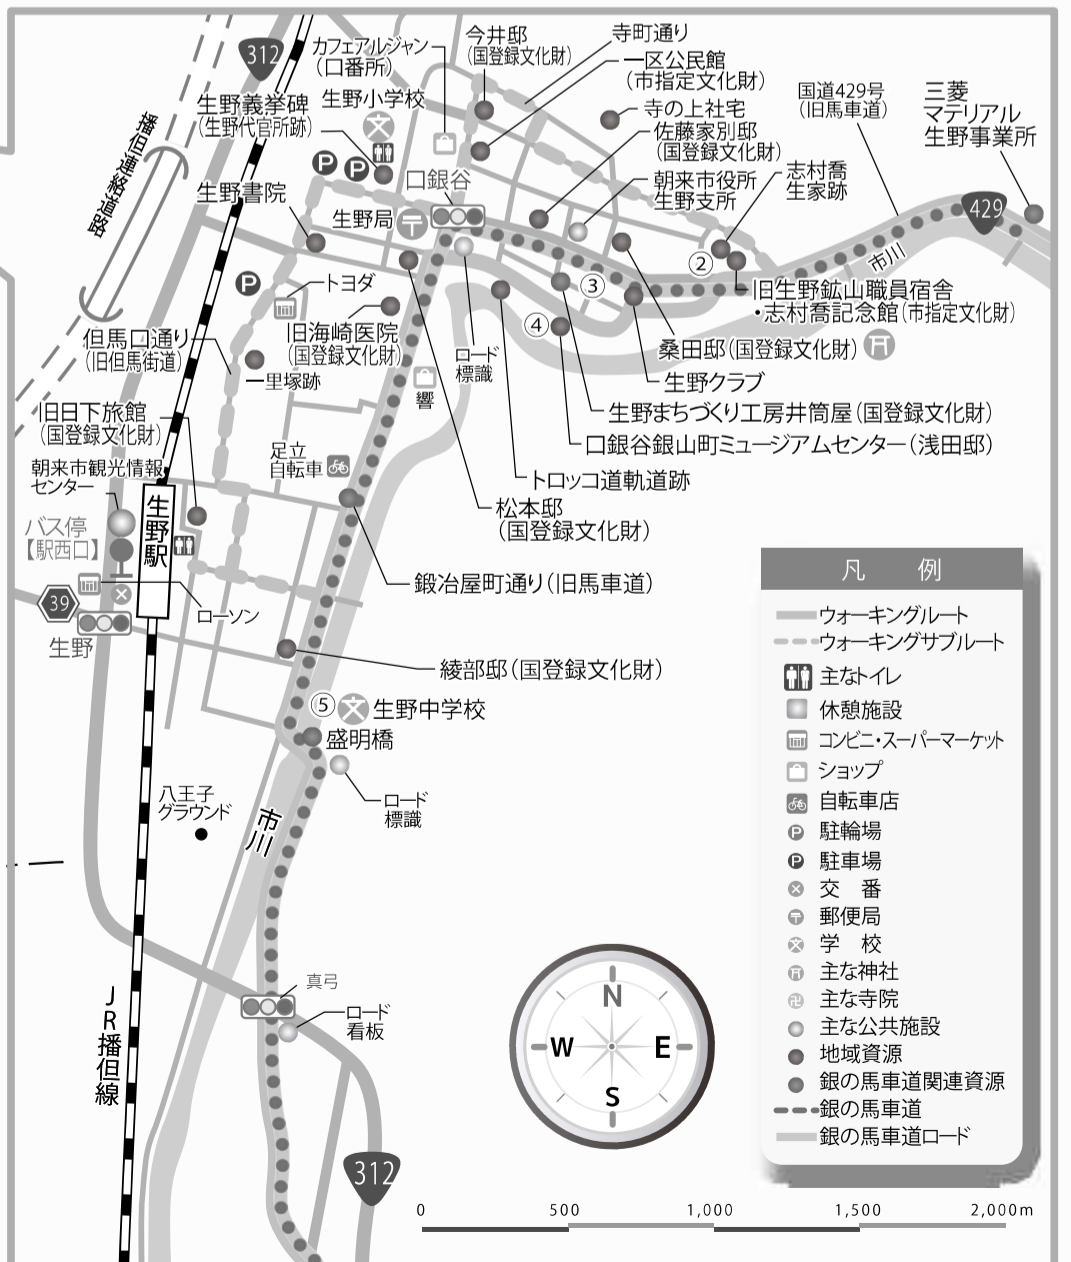 312
カフェアルジャン
(口番所)
今井邸
(国登録文化財)
寺町通り
一区公民館
(市指定文化財)
生野義挙碑
(生野代官所跡)
生野小学校
文
寺の上社宅
佐藤家別邸
(国登録文化財)
国道429号
(旧馬車道)
三菱
マテリアル
生野事業所
播但連絡道路
P
P
生野書院
口銀谷
生野局
朝来市役所
生野支所
志村喬
生家跡
429
市川
②
③
④
P
トヨダ
旧海崎医院
(国登録文化財)
ロード
標識
旧生野鉱山職員宿舎
・志村喬記念館(市指定文化財)
桑田邸(国登録文化財)
生野クラブ
生野まちづくり工房井筒屋(国登録文化財)
口銀谷銀山町ミュージアムセンター(浅田邸)
トロッコ道軌道跡
松本邸
(国登録文化財)
但馬口通り
(旧但馬街道)
一里塚跡
響
旧日下旅館
(国登録文化財)
朝来市観光情報
センター
足立
自転車
バス停
【駅西口】
生野駅
39
生野
ローソン
鍛冶屋町通り(旧馬車道)
綾部邸(国登録文化財)
⑤
文
生野中学校
盛明橋
ロード
標識
八王子
グラウンド
市川
真弓
ロード
看板
JR播但線
312
N
W
E
S
凡　例
ウォーキングルート
ウォーキングサブルート
主なトイレ
休憩施設
コンビニ・スーパーマーケット
ショップ
自転車店
P 駐輪場
P 駐車場
交　番
郵便局
文 学　校
主な神社
卍 主な寺院
主な公共施設
地域資源
銀の馬車道関連資源
銀の馬車道
銀の馬車道ロード
0 500 1,000 1,500 2,000m